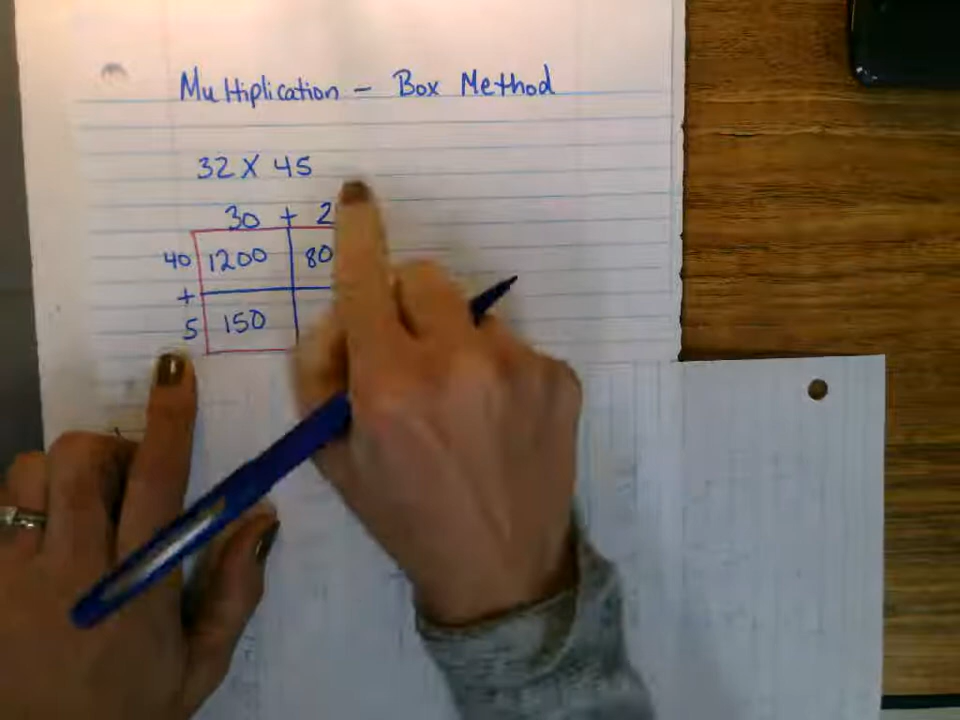 Multiplication - Box Method
32 X 45
30 + 2
40 1200 80
+
5 150